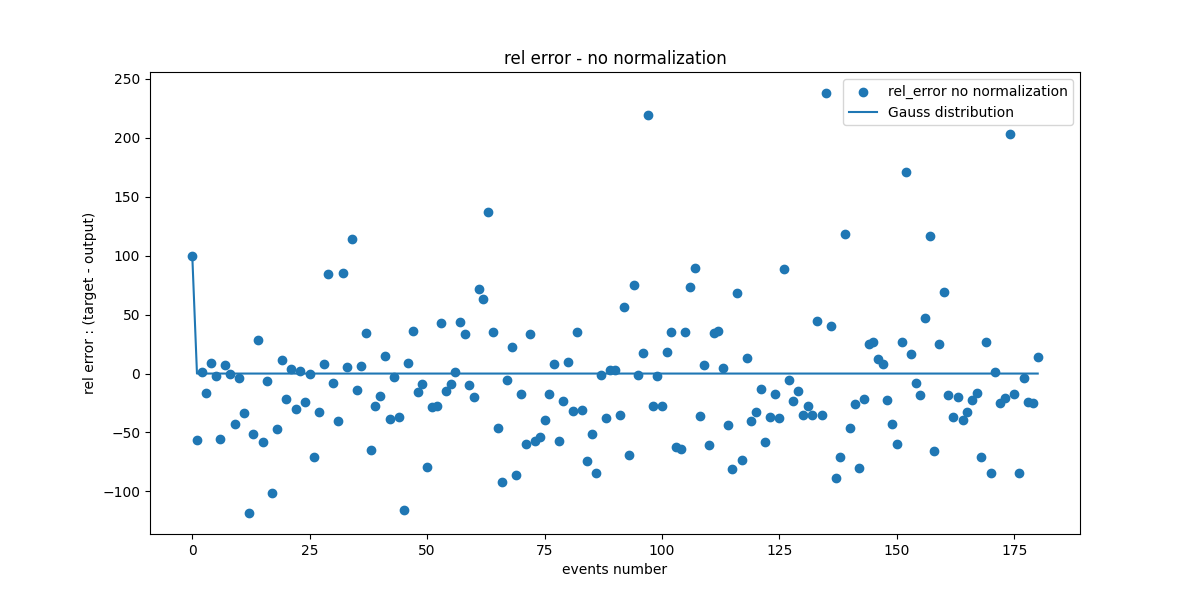 rel error - no normalization
rel error : (target - output)
250
200
150
100
50
0
−50
−100
rel_error no normalization
Gauss distribution
0 25 50 75 100 125 150 175
events number